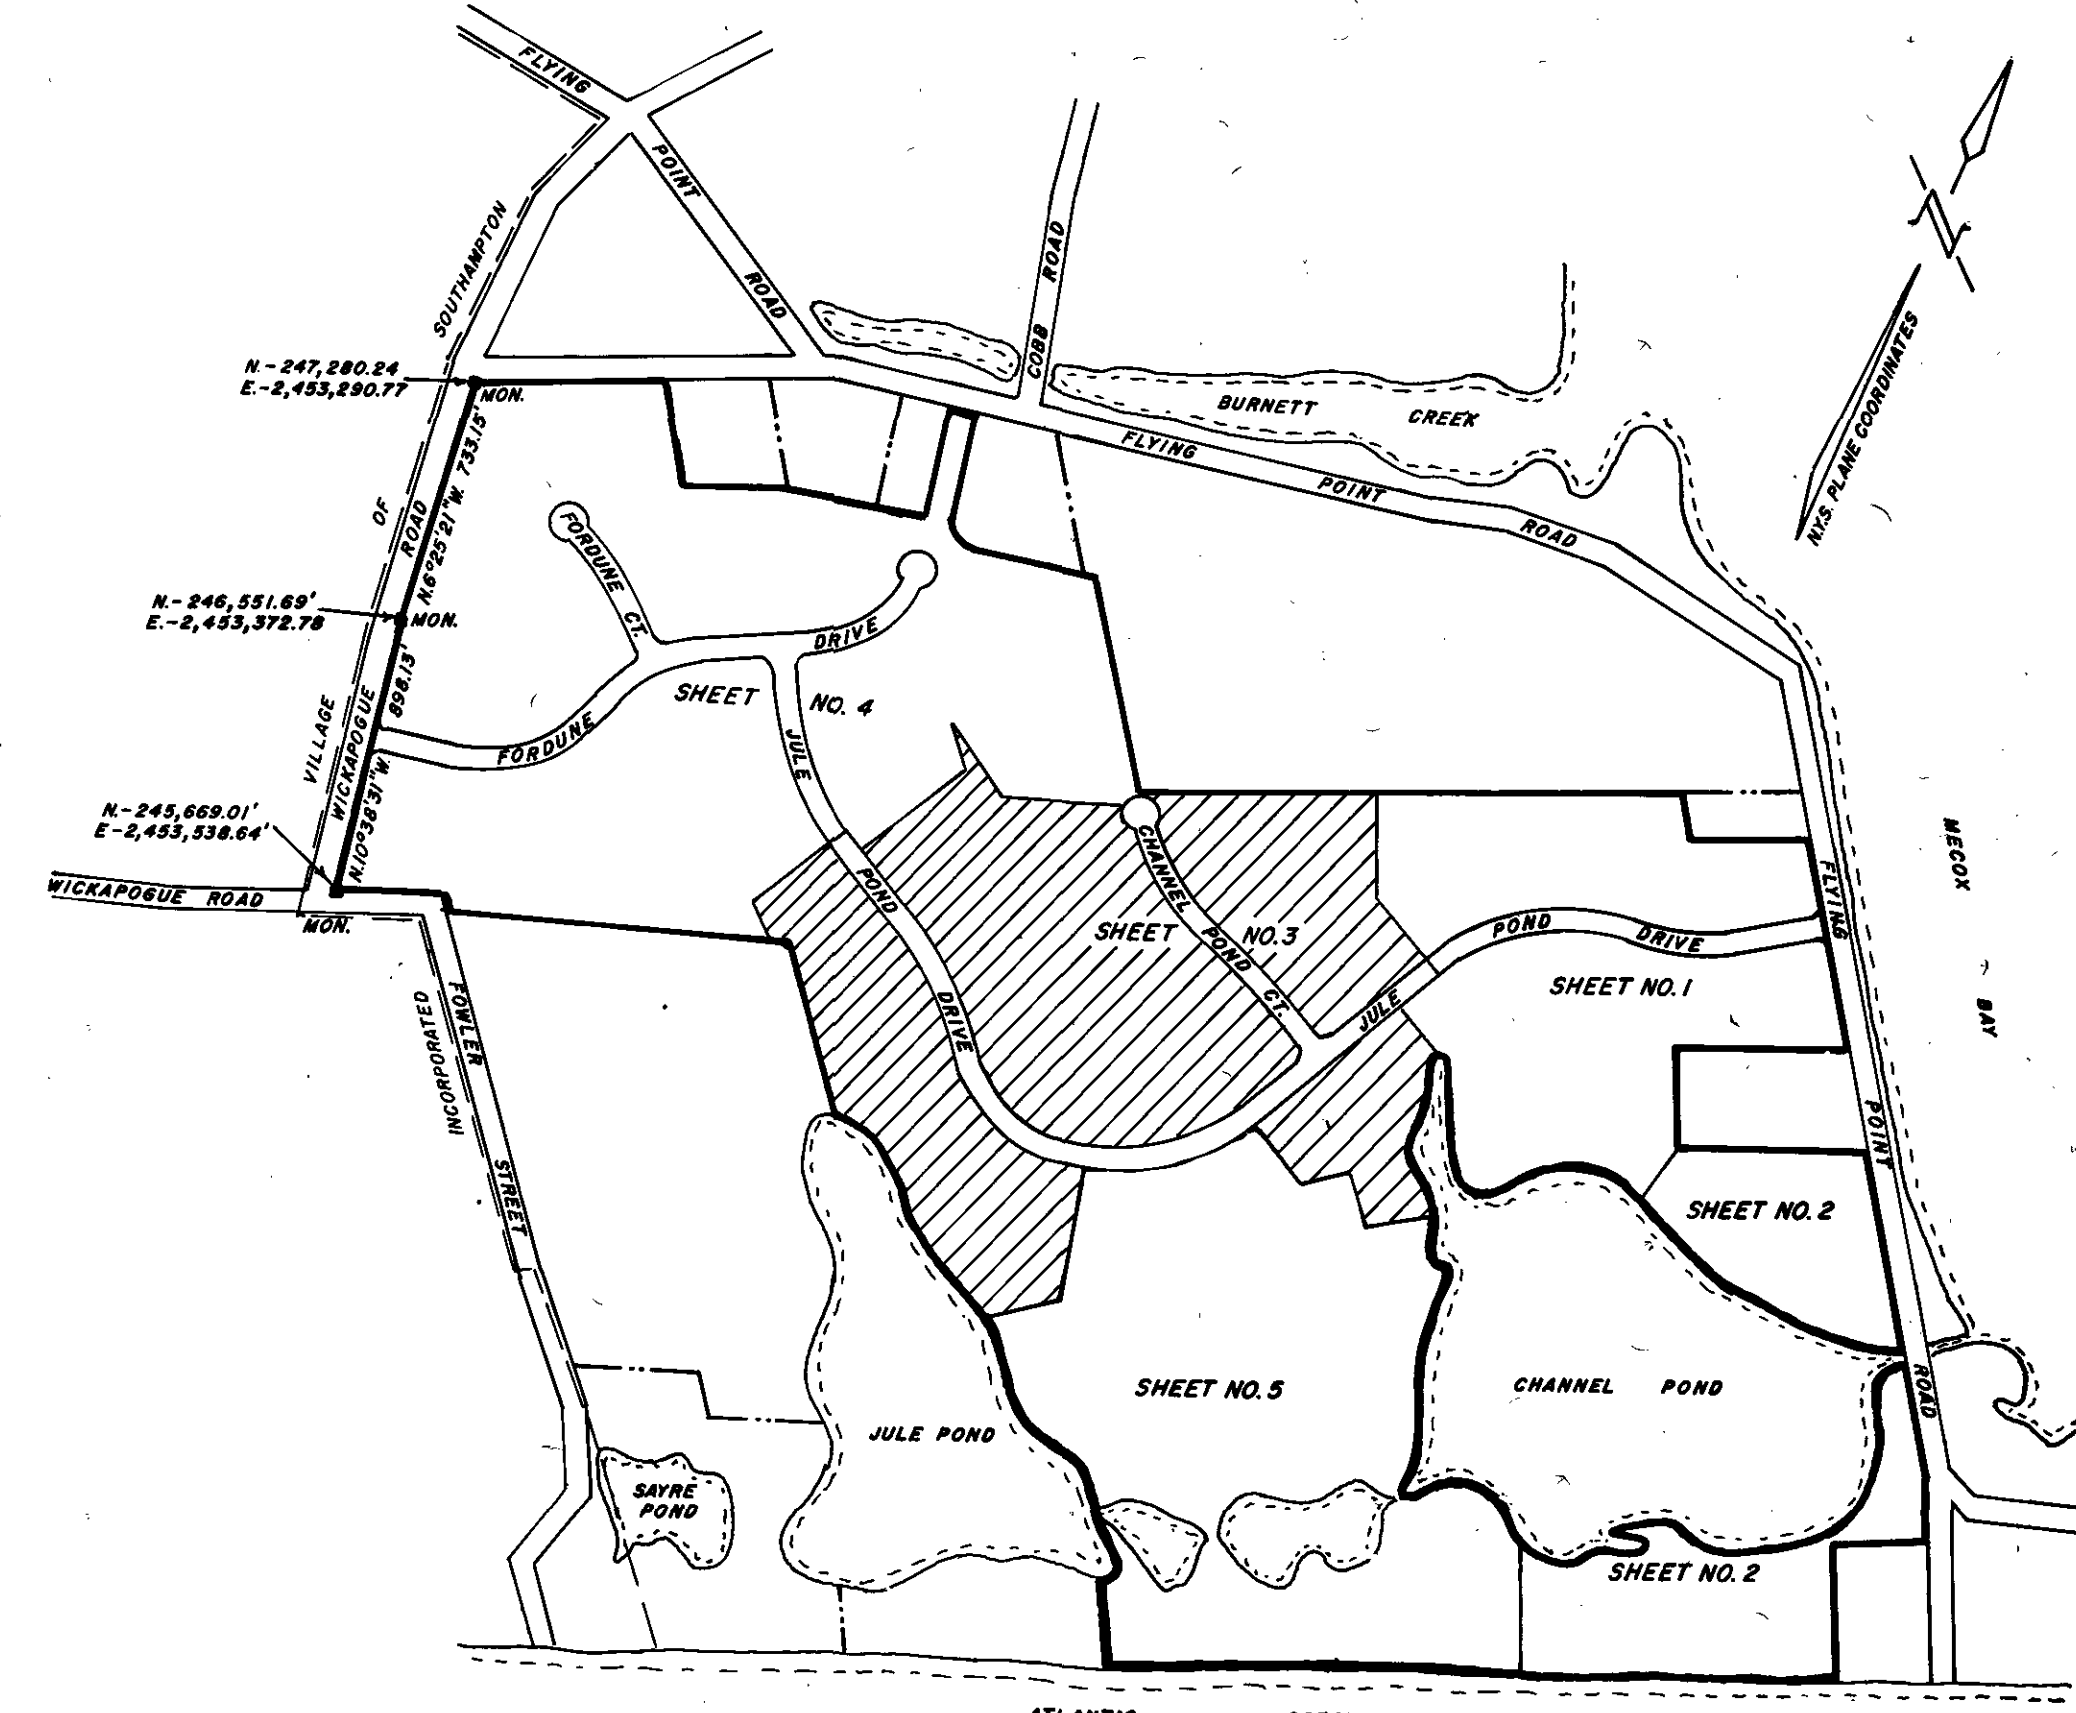 FLYING
POINT
ROAD
SOUTHAMPTON
OF
VILLAGE
INCORPORATED
COBB ROAD
BURNETT CREEK
FLYING POINT ROAD
N
N.Y.S. PLANE COORDINATES
N.-247,280.24
E.-2,453,290.77
MON.
N.6°25'21"W. 733.15'
WICKAPOGUE ROAD
N.-246,551.69'
E.-2,453,372.78
MON.
898.13'
N.10°38'31"W.
N.-245,669.01'
E-2,453,538.64'
WICKAPOGUE ROAD
MON.
FORDUNE CT.
FORDUNE DRIVE
SHEET NO. 4
JULE POND DRIVE
CHANNEL POND CT.
SHEET NO.3
JULE POND DRIVE
SHEET NO.1
MECOX BAY
FLYING POINT ROAD
FOWLER STREET
SHEET NO. 2
SHEET NO. 5
CHANNEL POND
JULE POND
SAYRE
POND
SHEET NO. 2